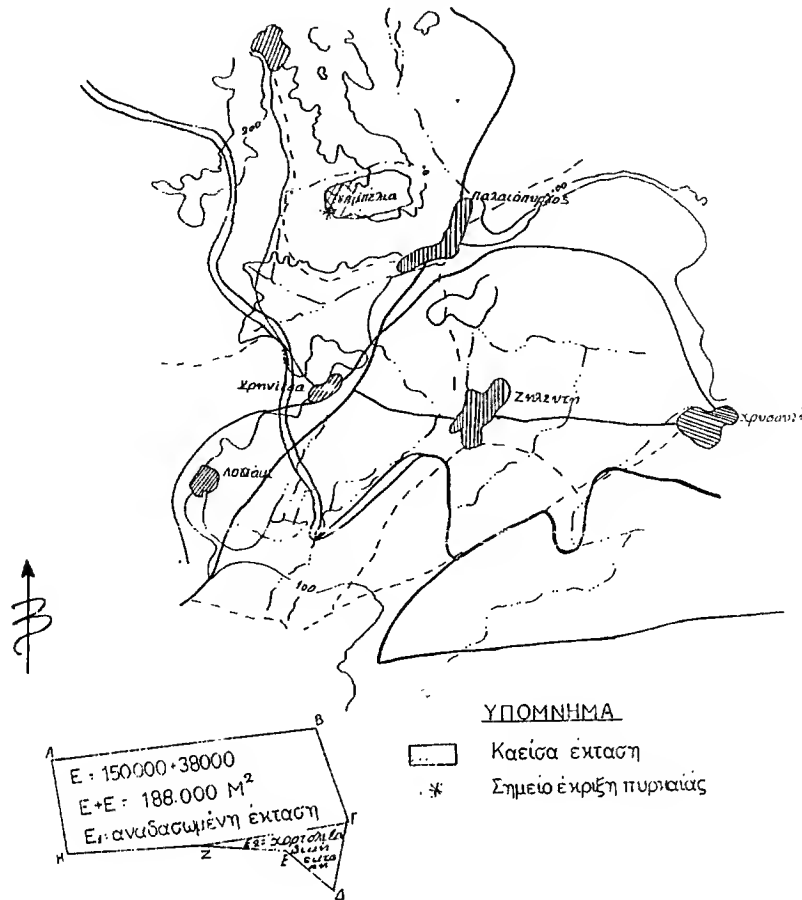 200
Παλαιόπυργος
100
Κρηνίτσα
Ζηλευτή
100
ΥΠΟΜΝΗΜΑ
Καείσα έκταση
Σημείο έκριξη πυρκαϊάς
Α
Β
Ε = 150000+38000
Ε+Ε = 188.000 Μ²
Ε₁: αναδασωμένη έκταση
Γ
Η
Ζ
Ε
Δ